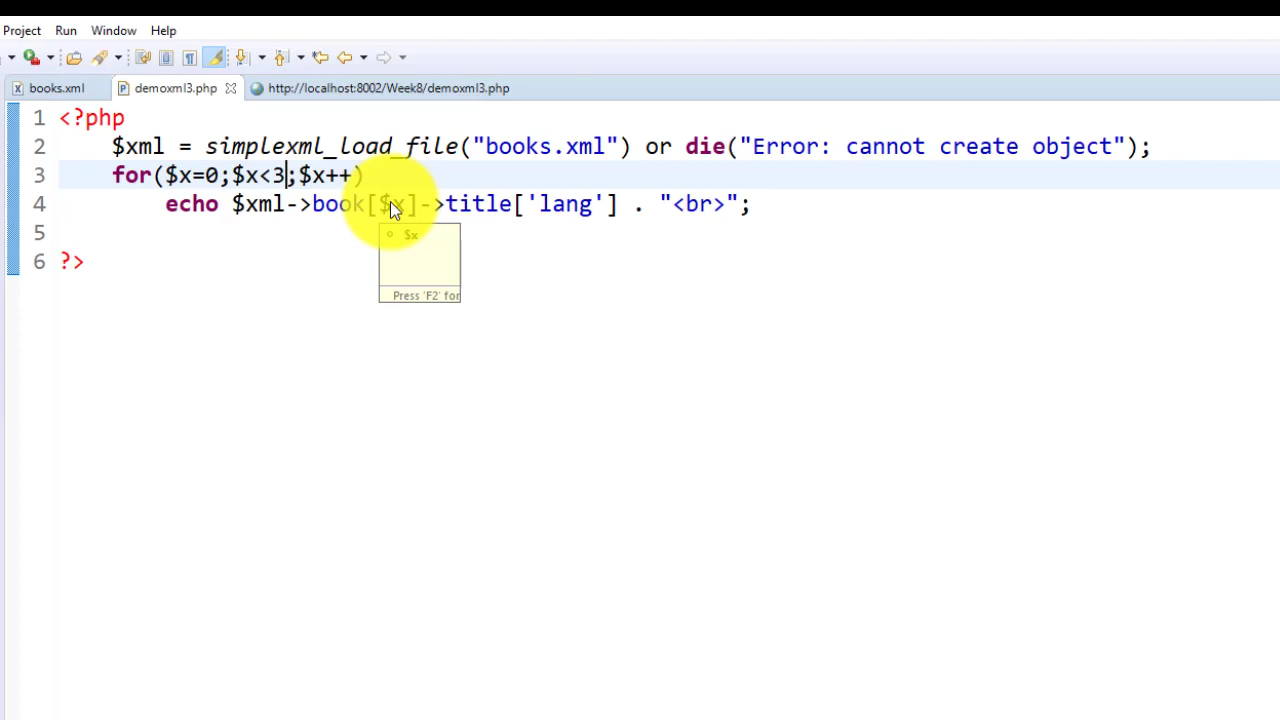 Project Run Window Help
books.xml demoxml3.php http://localhost:8002/Week8/demoxml3.php
1 <?php
2 $xml = simplexml_load_file("books.xml") or die("Error: cannot create object");
3 for($x=0;$x<3;$x++)
4 echo $xml->book[$x]->title['lang'] . "<br>";
5
6 ?>
$x
Press 'F2' for